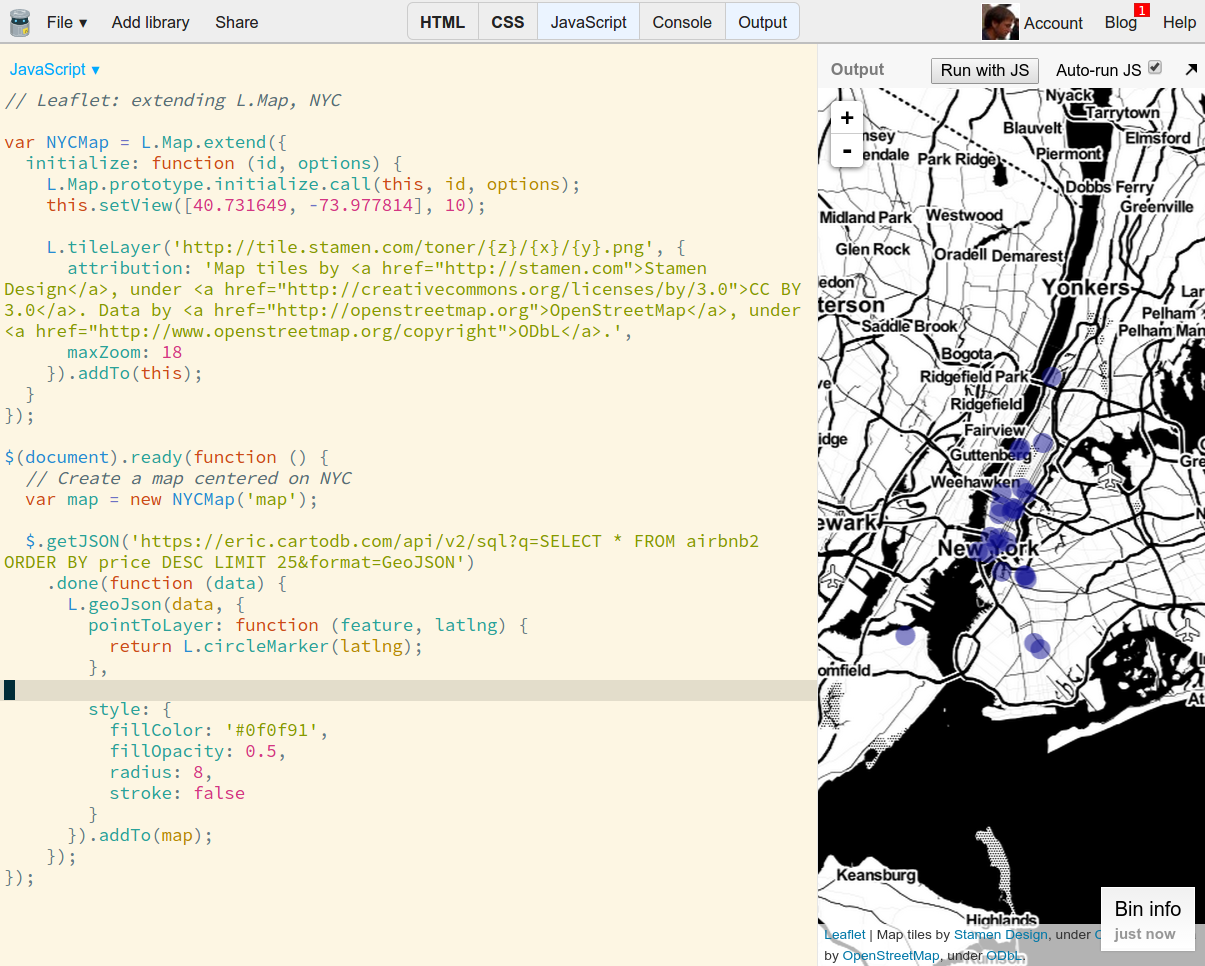 File ▾ Add library Share HTML CSS JavaScript Console Output Account Blog 1 Help
JavaScript ▾
// Leaflet: extending L.Map, NYC
var NYCMap = L.Map.extend({
initialize: function (id, options) {
L.Map.prototype.initialize.call(this, id, options);
this.setView([40.731649, -73.977814], 10);
L.tileLayer('http://tile.stamen.com/toner/{z}/{x}/{y}.png', {
attribution: 'Map tiles by <a href="http://stamen.com">Stamen
Design</a>, under <a href="http://creativecommons.org/licenses/by/3.0">CC BY
3.0</a>. Data by <a href="http://openstreetmap.org">OpenStreetMap</a>, under
<a href="http://www.openstreetmap.org/copyright">ODbL</a>.',
maxZoom: 18
}).addTo(this);
}
});
$(document).ready(function () {
// Create a map centered on NYC
var map = new NYCMap('map');
$.getJSON('https://eric.cartodb.com/api/v2/sql?q=SELECT * FROM airbnb2
ORDER BY price DESC LIMIT 25&format=GeoJSON')
.done(function (data) {
L.geoJson(data, {
pointToLayer: function (feature, latlng) {
return L.circleMarker(latlng);
},
style: {
fillColor: '#0f0f91',
fillOpacity: 0.5,
radius: 8,
stroke: false
}
}).addTo(map);
});
});
Output Run with JS Auto-run JS
+
-
Nyack
Tarrytown
Blauvelt
Elmsford
nsey
endale
Park Ridge
Piermont
Dobbs Ferry
Greenville
Midland Park
Westwood
Glen Rock
Oradell
Demarest
edon
Yonkers
Lar
terson
Pelham
Saddle Brook
Pelham Man
Bogota
Ridgefield Park
ve
Ridgefield
Fairview
idge
Guttenberg
Gre
Weehawken
ewark
New York
omfield
At
Keansburg
Highlands
Rumson
Bin info
just now
Leaflet | Map tiles by Stamen Design, under
by OpenStreetMap, under ODbL.